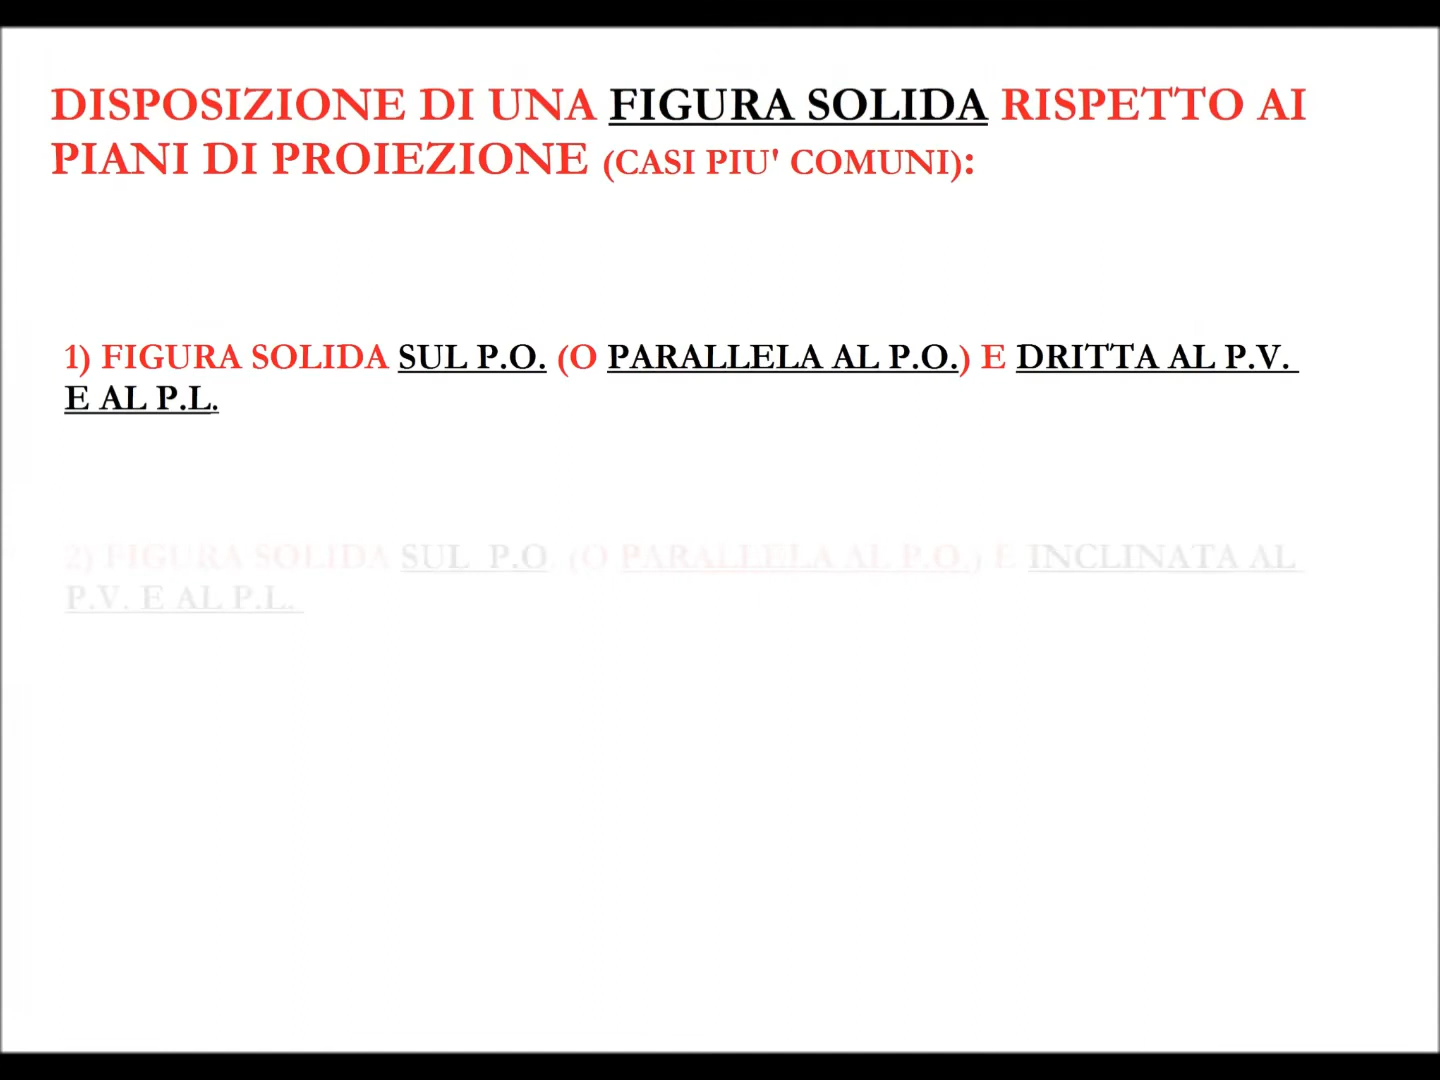 DISPOSIZIONE DI UNA FIGURA SOLIDA RISPETTO AI
PIANI DI PROIEZIONE (CASI PIU' COMUNI):
1) FIGURA SOLIDA SUL P.O. (O PARALLELA AL P.O.) E DRITTA AL P.V.
E AL P.L.
2) FIGURA SOLIDA SUL P.O. (O PARALLELA AL P.O.) E INCLINATA AL
P.V. E AL P.L.